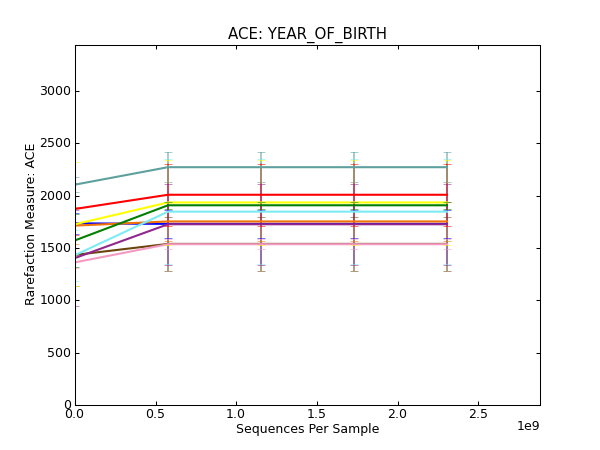 ACE: YEAR_OF_BIRTH
Rarefaction Measure: ACE
3000
2500
2000
1500
1000
500
0
0.0 0.5 1.0 1.5 2.0 2.5
1e9
Sequences Per Sample